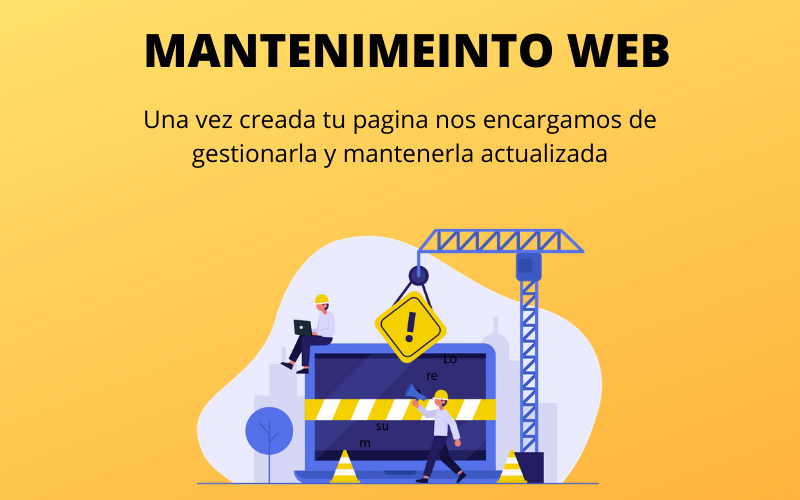 MANTENIMEINTO WEB
Una vez creada tu pagina nos encargamos de
gestionarla y mantenerla actualizada
!
Lo
re
su
m